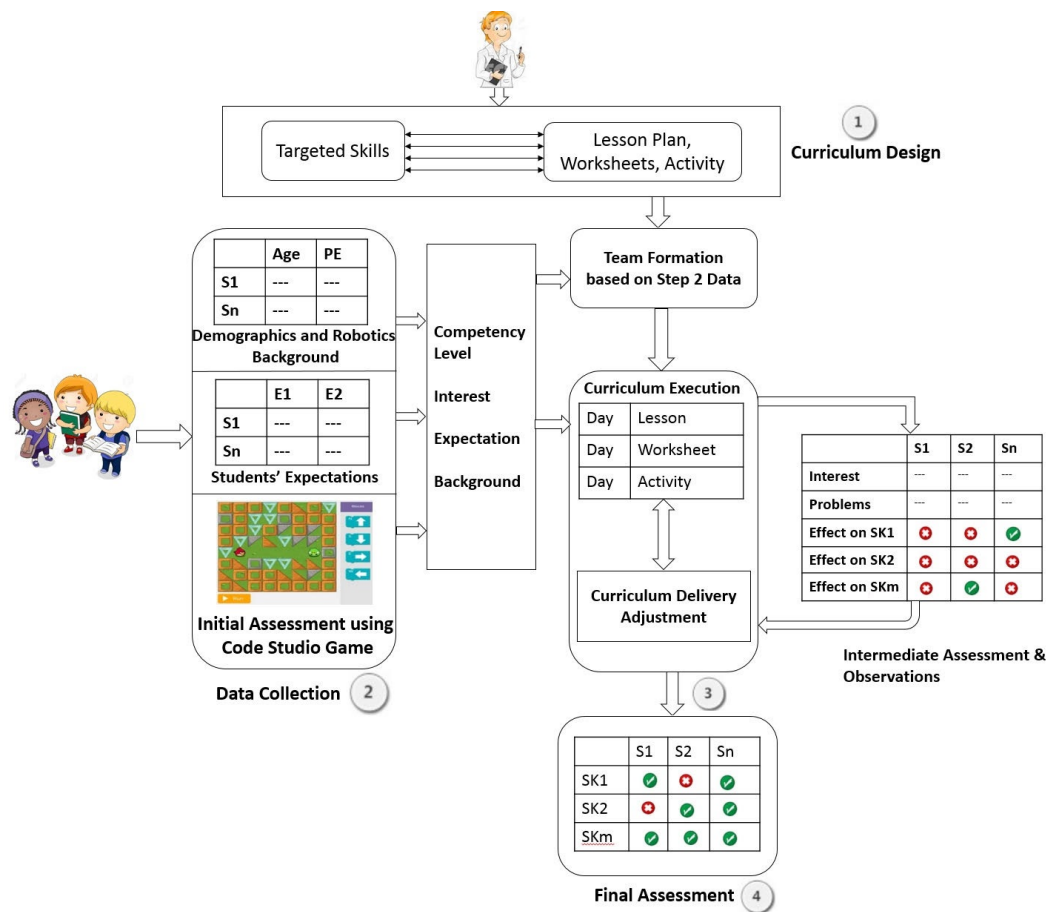 1
Curriculum Design
Targeted Skills
Lesson Plan,
Worksheets, Activity
Team Formation
based on Step 2 Data
Age PE
S1 --- ---
Sn --- ---
Demographics and Robotics
Background
E1 E2
S1 --- ---
Sn --- ---
Students' Expectations
Initial Assessment using
Code Studio Game
Data Collection 2
Competency
Level
Interest
Expectation
Background
Curriculum Execution
Day Lesson
Day Worksheet
Day Activity
Curriculum Delivery
Adjustment
S1 S2 Sn
Interest --- --- ---
Problems --- --- ---
Effect on SK1
Effect on SK2
Effect on SKm
Intermediate Assessment &
Observations
3
S1 S2 Sn
SK1
SK2
SKm
Final Assessment 4